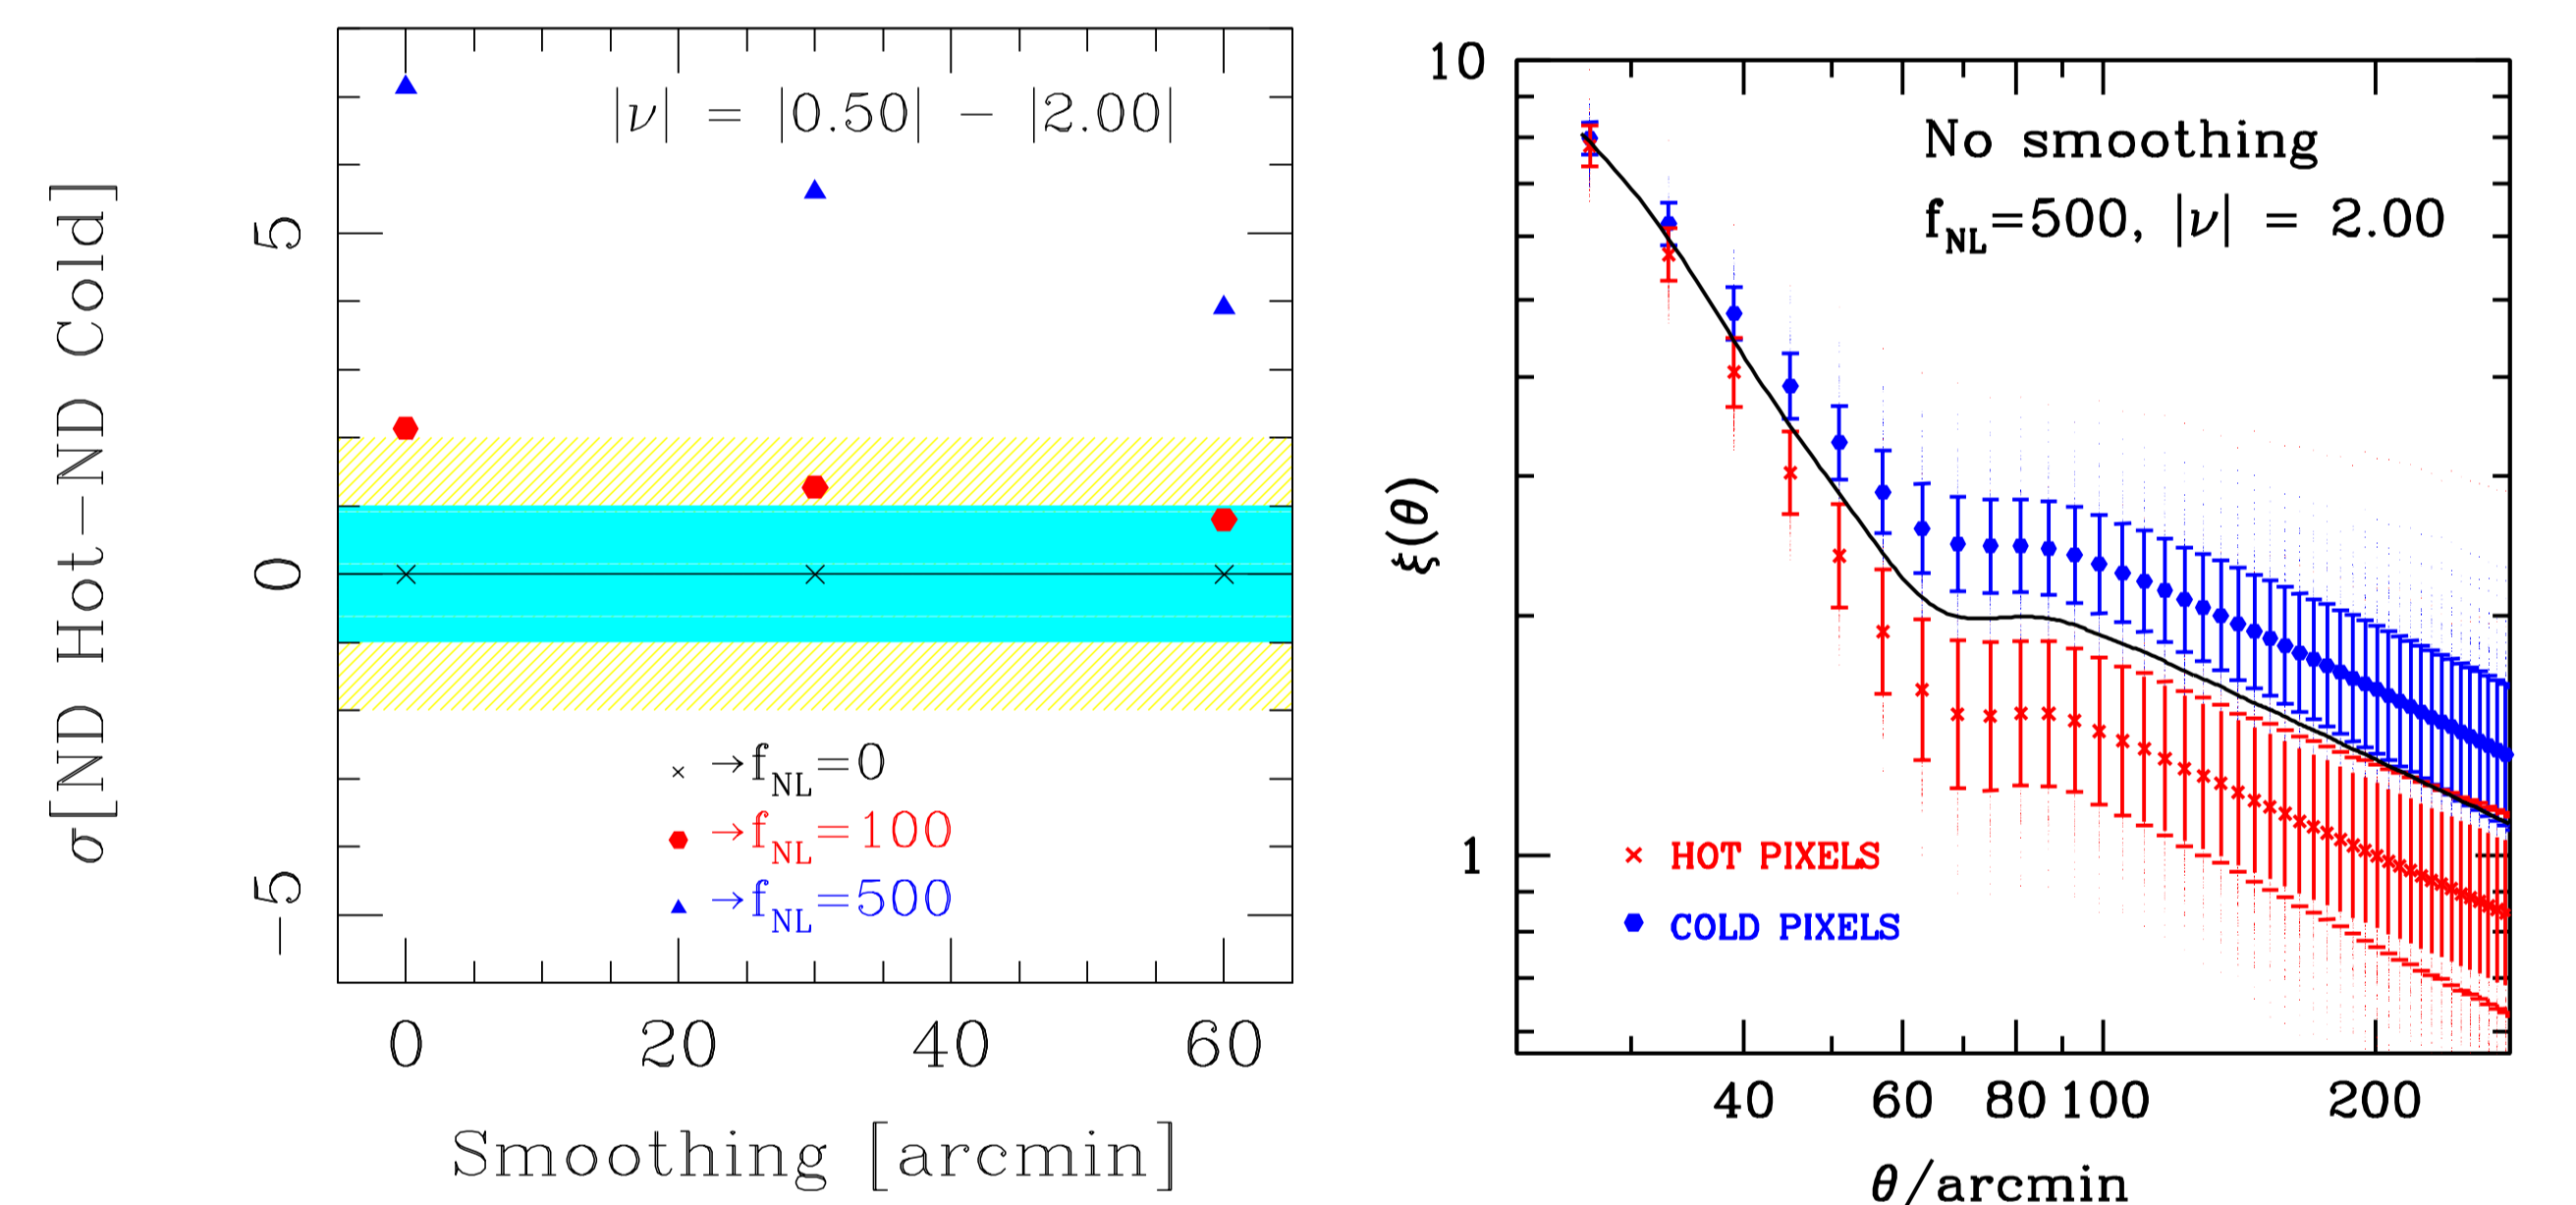 σ[ND Hot−ND Cold]
5
0
−5
|ν| = |0.50| − |2.00|
×→f_NL=0
→f_NL=100
→f_NL=500
0 20 40 60
Smoothing [arcmin]
ξ(θ)
10
1
No smoothing
f_NL=500, |ν| = 2.00
× HOT PIXELS
COLD PIXELS
40 60 80 100 200
θ/arcmin